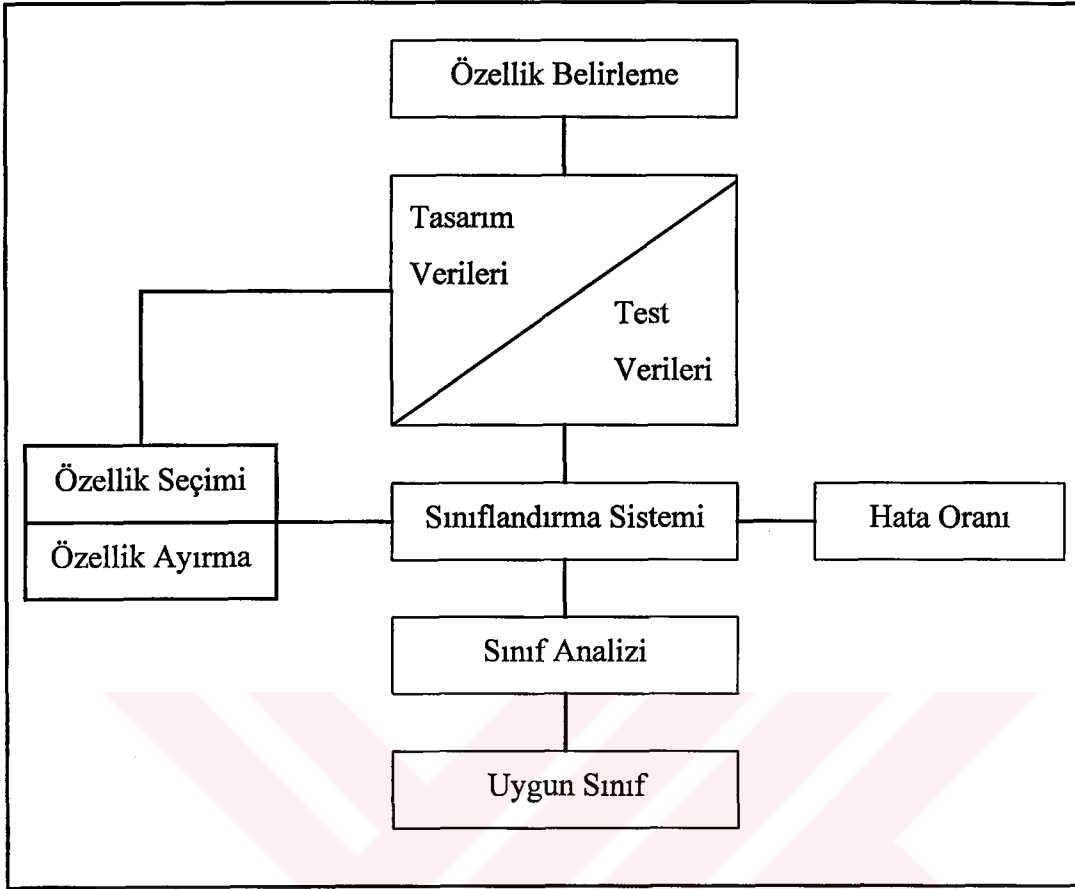 Özellik Belirleme
Tasarım
Verileri
Test
Verileri
Özellik Seçimi
Özellik Ayırma
Sınıflandırma Sistemi
Hata Oranı
Sınıf Analizi
Uygun Sınıf